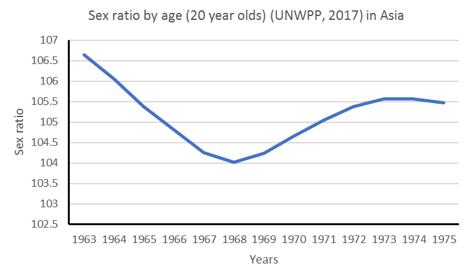 Sex ratio by age (20 year olds) (UNWPP, 2017) in Asia
107
106.5
106
105.5
105
104.5
104
103.5
103
102.5
Sex ratio
1963 1964 1965 1966 1967 1968 1969 1970 1971 1972 1973 1974 1975
Years